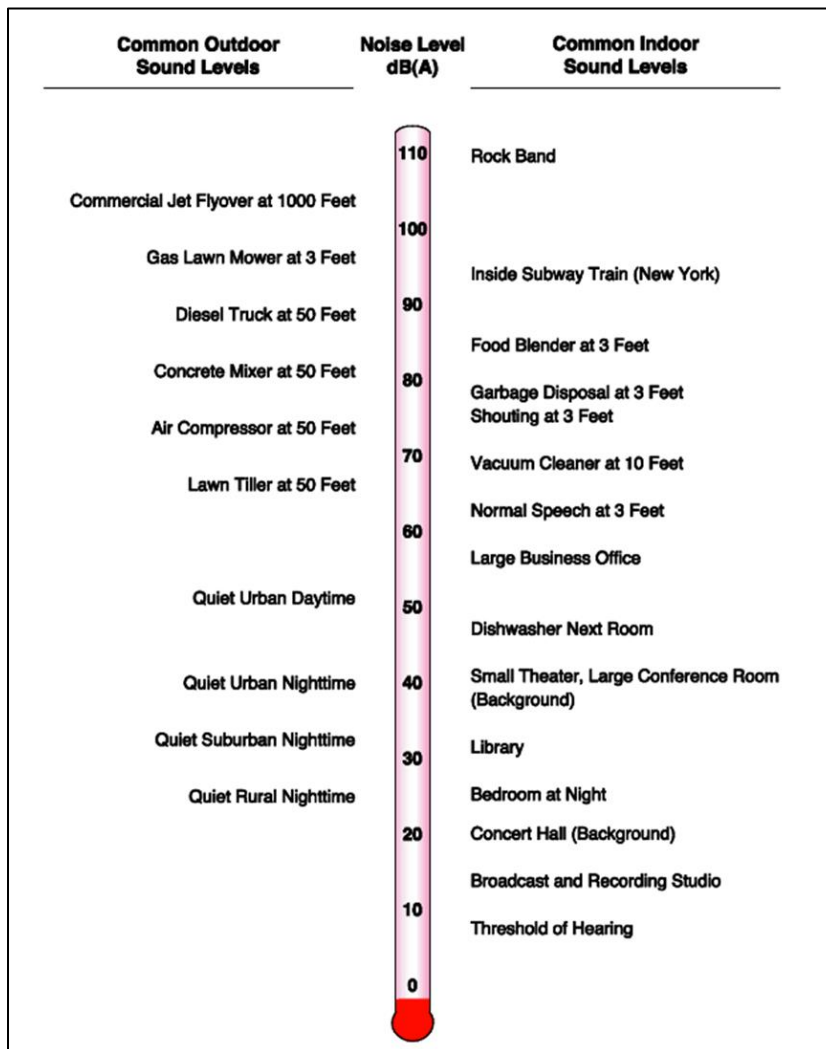 Common Outdoor
Sound Levels
Noise Level
dB(A)
Common Indoor
Sound Levels
110
Rock Band
Commercial Jet Flyover at 1000 Feet
100
Gas Lawn Mower at 3 Feet
Inside Subway Train (New York)
90
Diesel Truck at 50 Feet
Food Blender at 3 Feet
Concrete Mixer at 50 Feet
80
Garbage Disposal at 3 Feet
Shouting at 3 Feet
Air Compressor at 50 Feet
70
Vacuum Cleaner at 10 Feet
Lawn Tiller at 50 Feet
Normal Speech at 3 Feet
60
Large Business Office
Quiet Urban Daytime
50
Dishwasher Next Room
Quiet Urban Nighttime
40
Small Theater, Large Conference Room
(Background)
Quiet Suburban Nighttime
Library
30
Quiet Rural Nighttime
Bedroom at Night
20
Concert Hall (Background)
Broadcast and Recording Studio
10
Threshold of Hearing
0